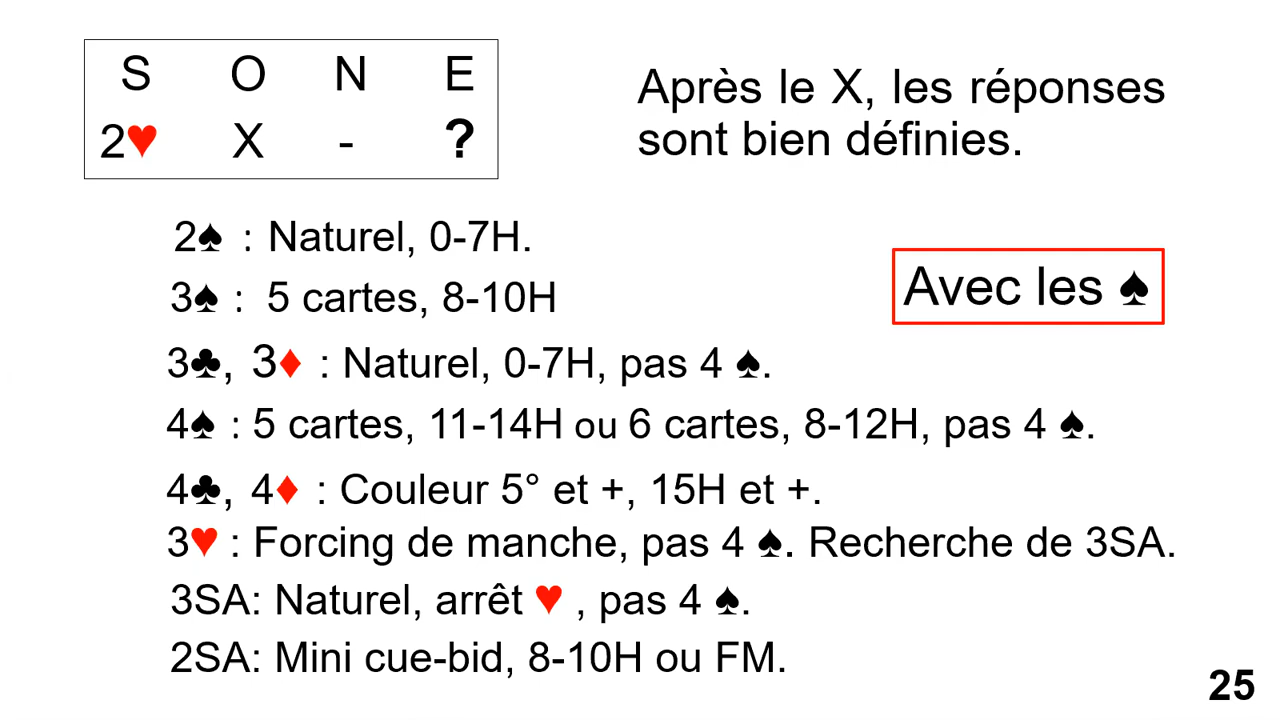 S O N E
2♥ X - ?
Après le X, les réponses
sont bien définies.
2♠ : Naturel, 0-7H.
3♠ : 5 cartes, 8-10H
Avec les ♠
3♣, 3♦ : Naturel, 0-7H, pas 4 ♠.
4♠ : 5 cartes, 11-14H ou 6 cartes, 8-12H, pas 4 ♠.
4♣, 4♦ : Couleur 5° et +, 15H et +.
3♥ : Forcing de manche, pas 4 ♠. Recherche de 3SA.
3SA: Naturel, arrêt ♥ , pas 4 ♠.
2SA: Mini cue-bid, 8-10H ou FM.
25